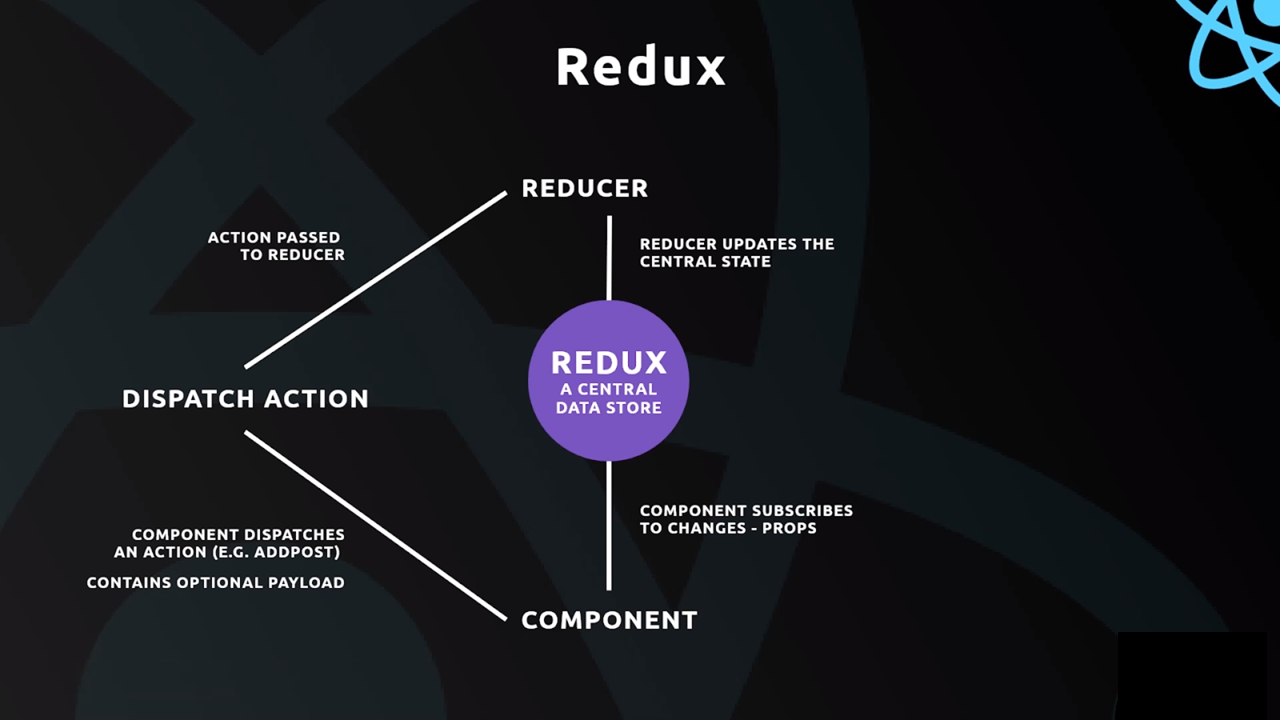 Redux
REDUCER
ACTION PASSED
TO REDUCER
REDUCER UPDATES THE
CENTRAL STATE
REDUX
A CENTRAL
DATA STORE
DISPATCH ACTION
COMPONENT DISPATCHES
AN ACTION (E.G. ADDPOST)
CONTAINS OPTIONAL PAYLOAD
COMPONENT SUBSCRIBES
TO CHANGES - PROPS
COMPONENT